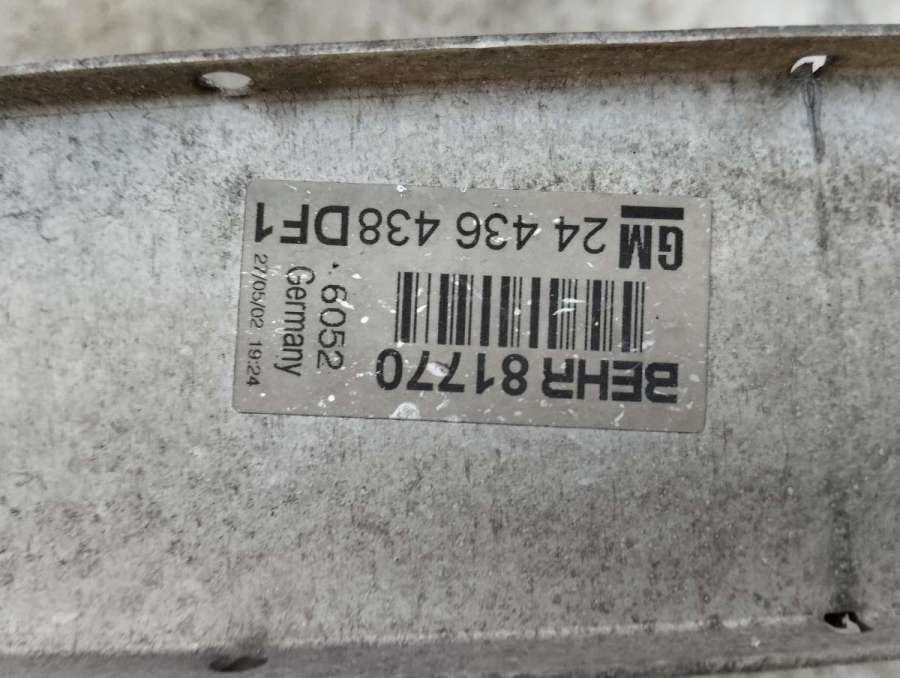 BEHR 81770
GM 24 436 438 DF1
. 6052
Germany
27/05/02 19:24